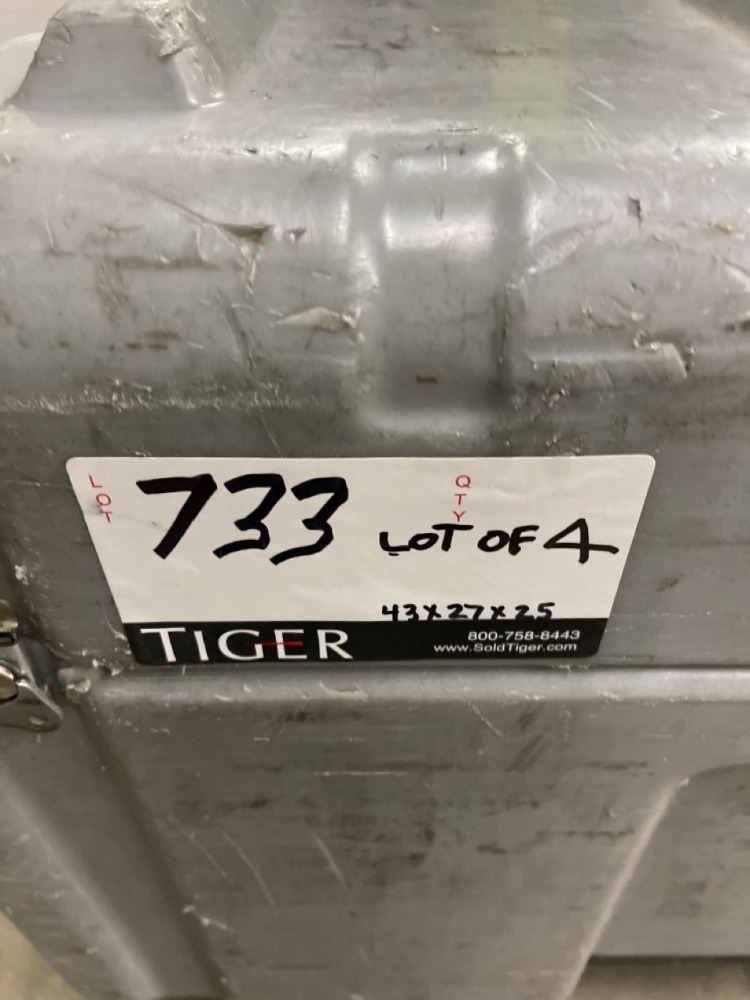 LOT 733 QTY LOT OF 4
43X27X25
TIGER 800-758-8443
www.SoldTiger.com